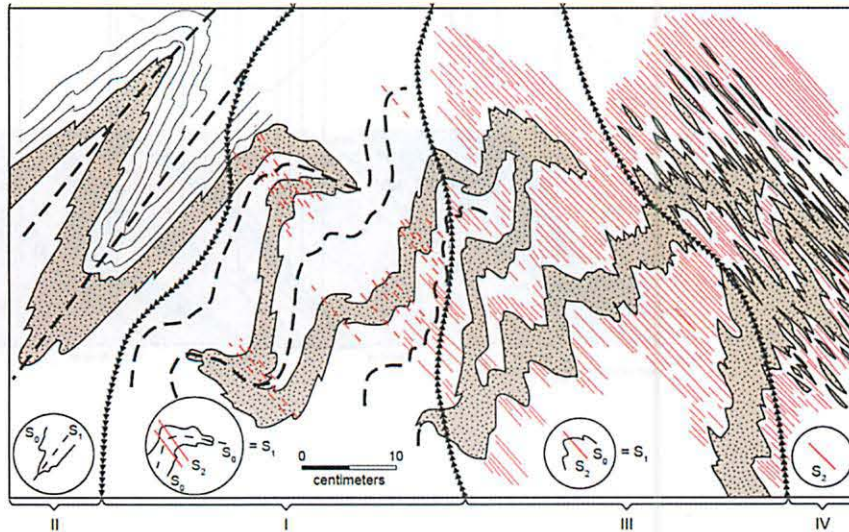 S₀
S₁
S₀ = S₁
S₂
S₀
0 10
centimeters
S₀ = S₁
S₂
S₂
II I III IV